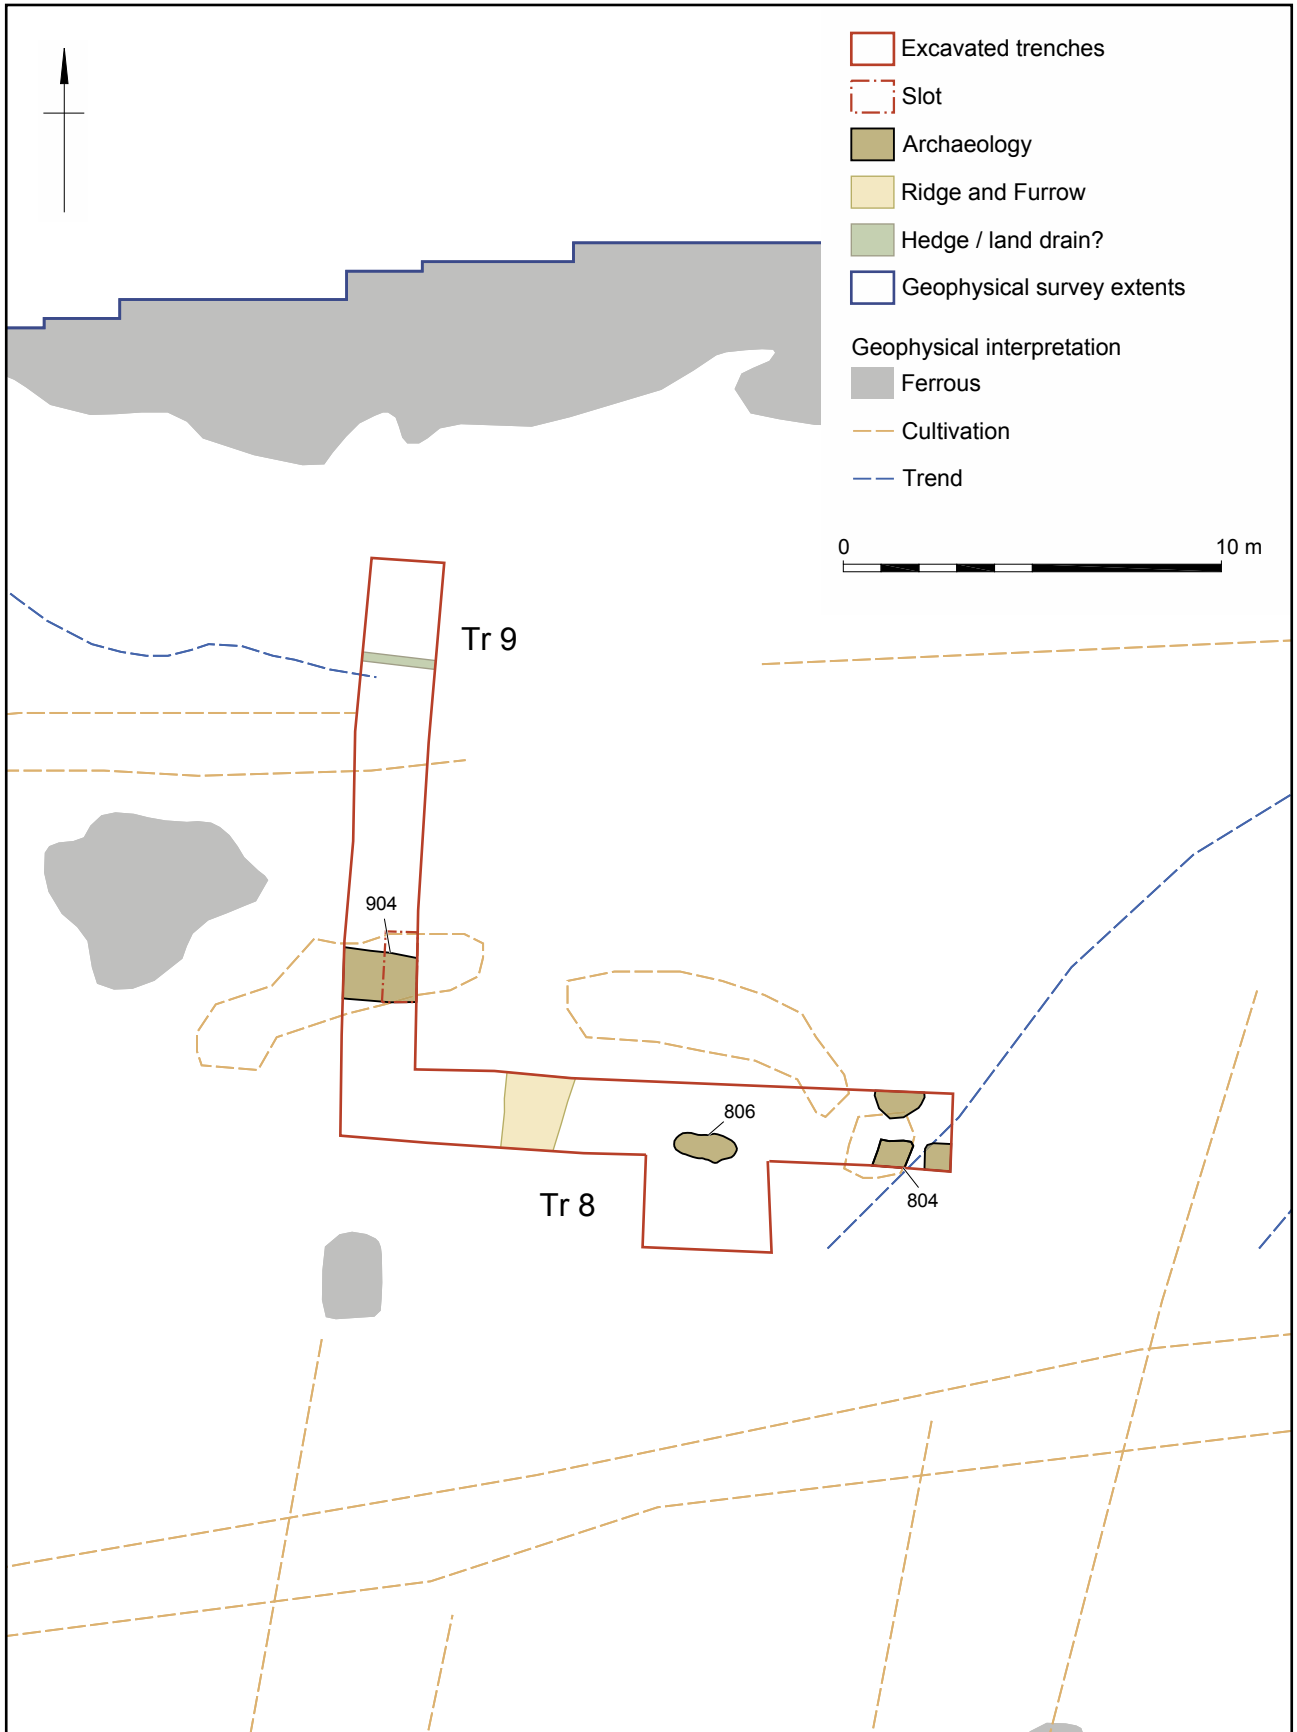 Excavated trenches
Slot
Archaeology
Ridge and Furrow
Hedge / land drain?
Geophysical survey extents
Geophysical interpretation
Ferrous
Cultivation
Trend
0 10 m
Tr 9
904
806
Tr 8
804